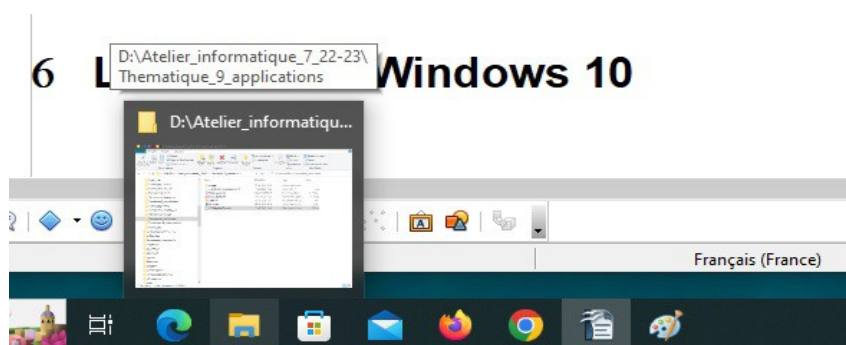 D:\Atelier_informatique_7_22-23\
Thematique_9_applications
6 Windows 10
D:\Atelier_informatiqu...
A
Français (France)